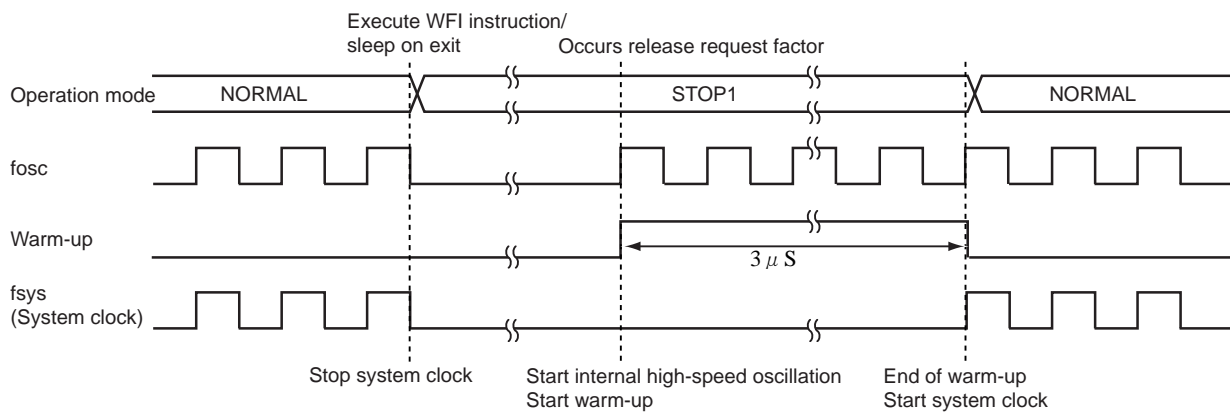 Execute WFI instruction/
sleep on exit
Occurs release request factor
Operation mode
NORMAL
STOP1
NORMAL
fosc
Warm-up
3 μ S
fsys
(System clock)
Stop system clock
Start internal high-speed oscillation
Start warm-up
End of warm-up
Start system clock